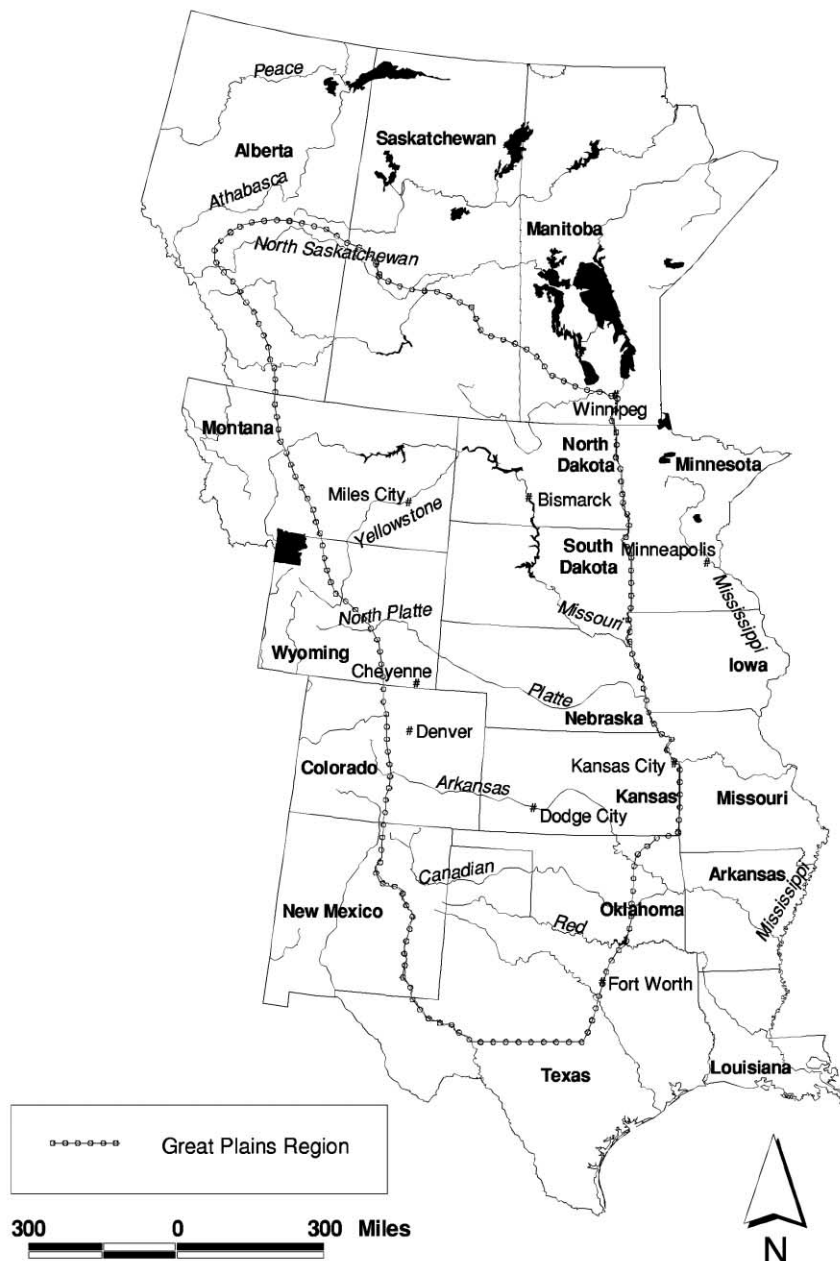 Peace
Saskatchewan
Alberta
Athabasca
Manitoba
North Saskatchewan
Winnipeg
Montana
North
Dakota
Minnesota
Miles City
#
# Bismarck
Yellowstone
South
Dakota
Minneapolis
#
Missouri
Mississippi
North Platte
Wyoming
Iowa
Cheyenne
#
Platte
Nebraska
# Denver
Kansas City #
Colorado
Arkansas
Kansas
Missouri
# Dodge City
Canadian
Arkansas
Mississippi
New Mexico
Oklahoma
Red
Fort Worth
Louisiana
Texas
Great Plains Region
300 0 300 Miles
N